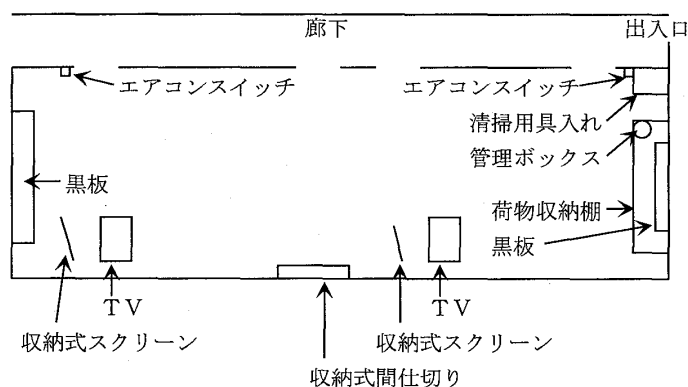 廊下
出入口
エアコンスイッチ
エアコンスイッチ
清掃用具入れ
管理ボックス
黒板
荷物収納棚
黒板
ＴＶ
ＴＶ
収納式スクリーン
収納式スクリーン
収納式間仕切り